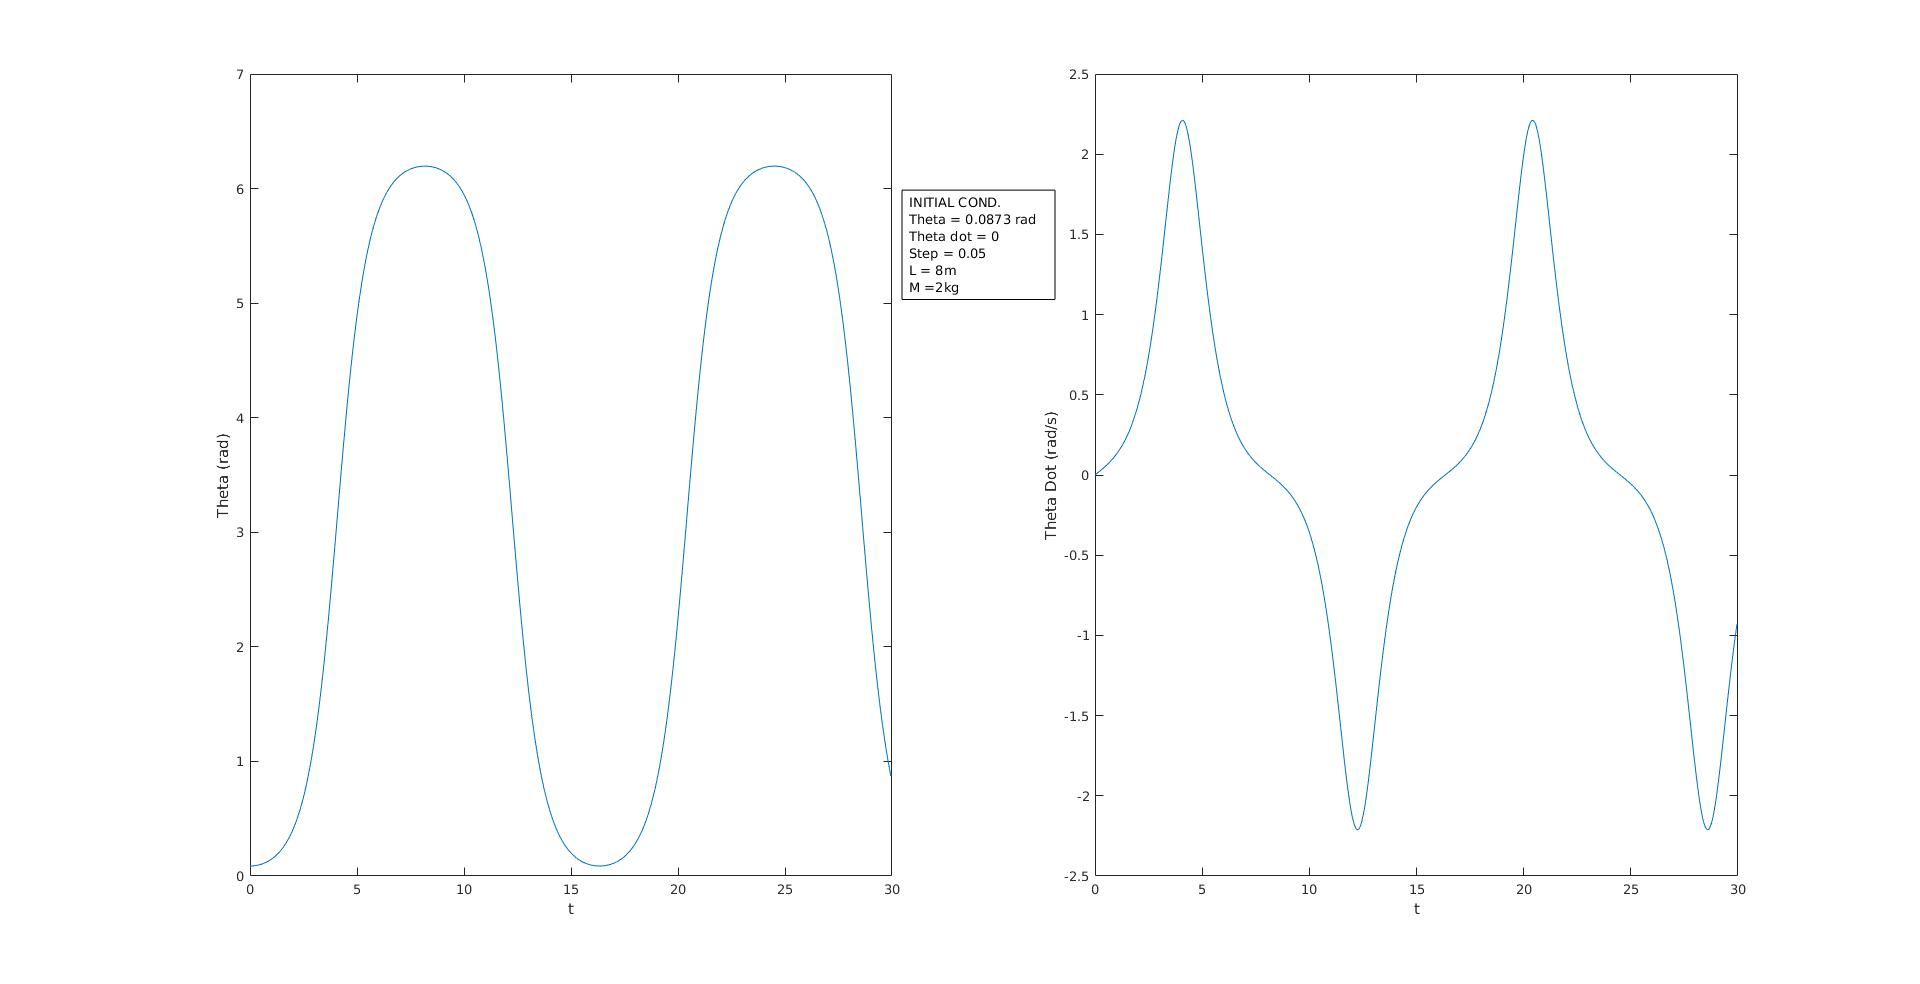 7
6
5
4
3
2
1
0
Theta (rad)
0 5 10 15 20 25 30
t
INITIAL COND.
Theta = 0.0873 rad
Theta dot = 0
Step = 0.05
L = 8m
M =2kg
2.5
2
1.5
1
0.5
0
-0.5
-1
-1.5
-2
-2.5
Theta Dot (rad/s)
0 5 10 15 20 25 30
t